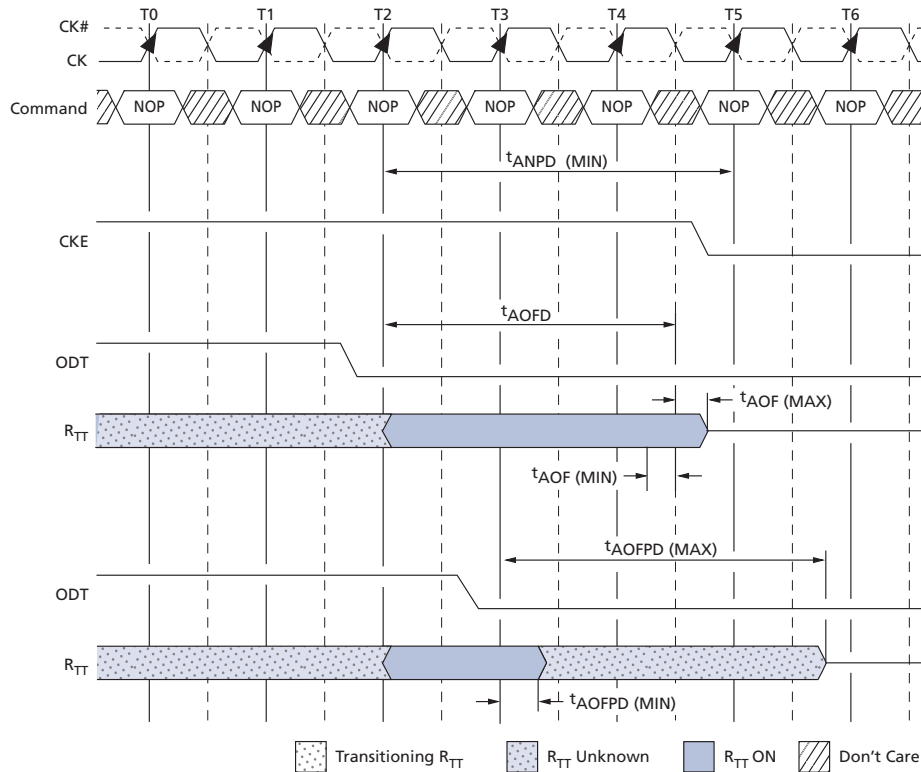 T0 T1 T2 T3 T4 T5 T6
CK#
CK
Command NOP NOP NOP NOP NOP NOP NOP
tANPD (MIN)
CKE
tAOFD
ODT
tAOF (MAX)
RTT
tAOF (MIN)
tAOFPD (MAX)
ODT
RTT
tAOFPD (MIN)
Transitioning RTT RTT Unknown RTT ON Don't Care